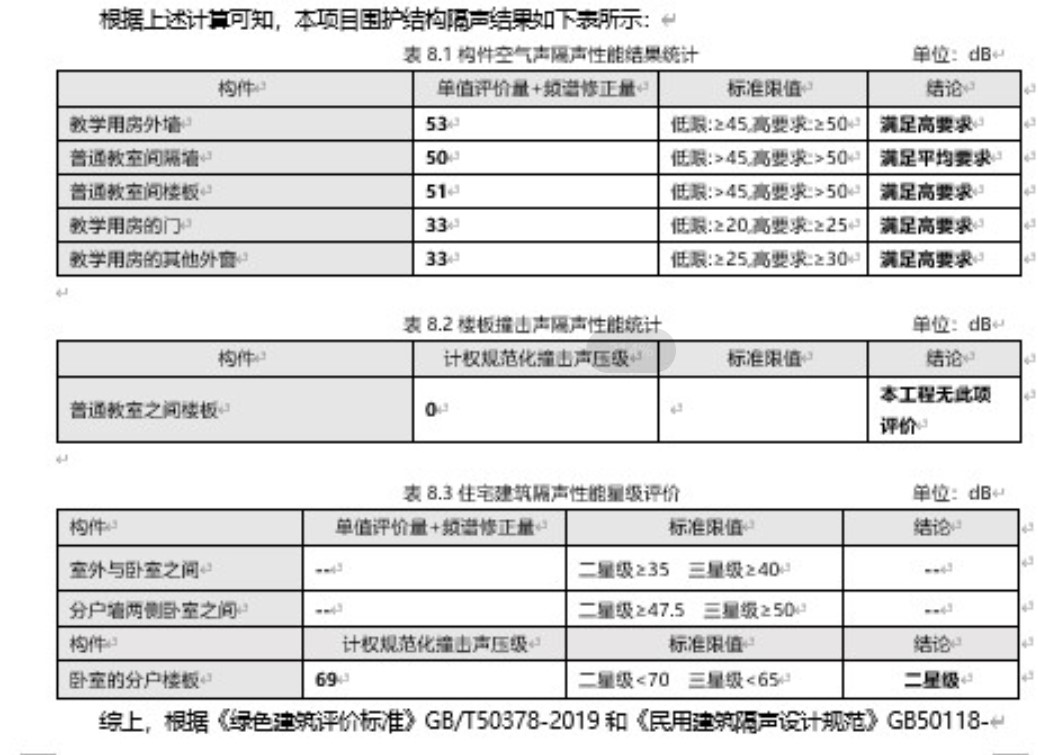 根据上述计算可知，本项目围护结构隔声结果如下表所示：
表 8.1 构件空气声隔声性能结果统计 单位：dB
构件 单值评价量+频谱修正量 标准限值 结论
教学用房外墙 53 低限:≥45,高要求:≥50 满足高要求
普通教室间隔墙 50 低限:>45,高要求:>50 满足平均要求
普通教室间楼板 51 低限:>45,高要求:>50 满足高要求
教学用房的门 33 低限:≥20,高要求:≥25 满足高要求
教学用房的其他外窗 33 低限:≥25,高要求:≥30 满足高要求
表 8.2 楼板撞击声隔声性能统计 单位：dB
构件 计权规范化撞击声压级 标准限值 结论
普通教室之间楼板 0 本工程无此项
评价
表 8.3 住宅建筑隔声性能星级评价 单位：dB
构件 单值评价量+频谱修正量 标准限值 结论
室外与卧室之间 -- 二星级≥35 三星级≥40 --
分户墙两侧卧室之间 -- 二星级≥47.5 三星级≥50 --
构件 计权规范化撞击声压级 标准限值 结论
卧室的分户楼板 69 二星级<70 三星级<65 二星级
综上，根据《绿色建筑评价标准》GB/T50378-2019 和《民用建筑隔声设计规范》GB50118-